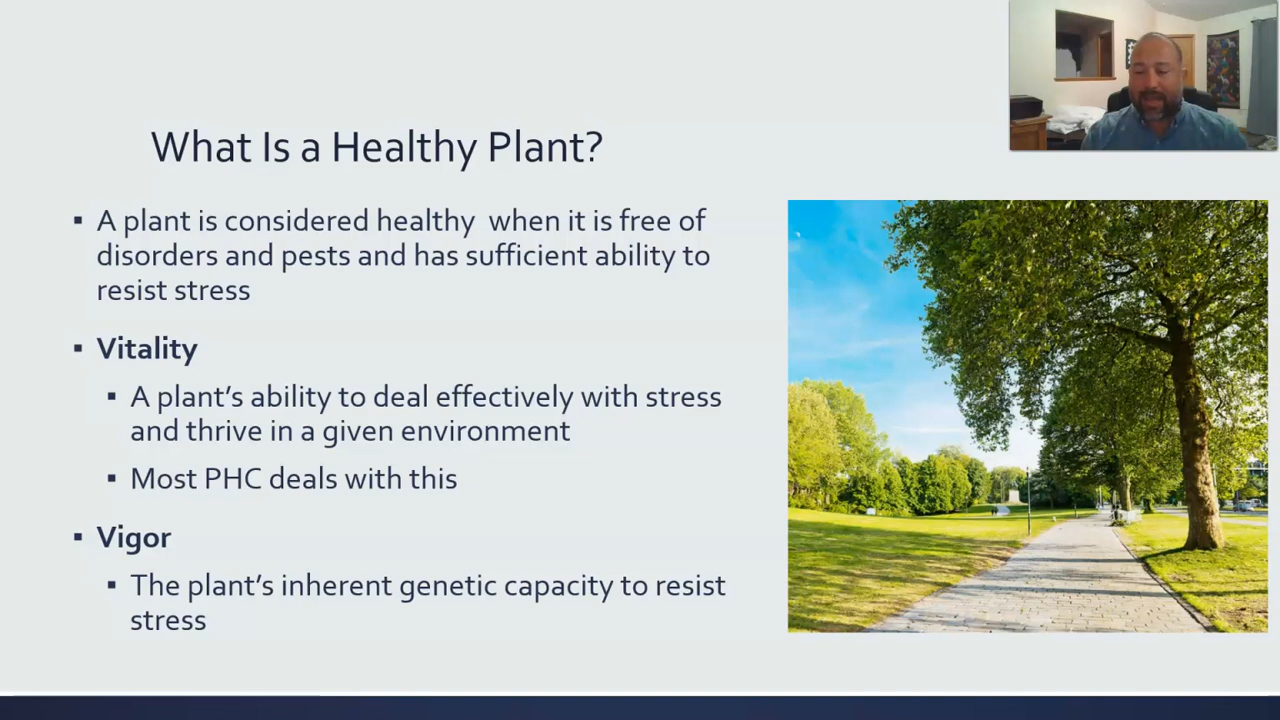 What Is a Healthy Plant?
▪ A plant is considered healthy  when it is free of
disorders and pests and has sufficient ability to
resist stress
▪ Vitality
▪ A plant’s ability to deal effectively with stress
and thrive in a given environment
▪ Most PHC deals with this
▪ Vigor
▪ The plant’s inherent genetic capacity to resist
stress